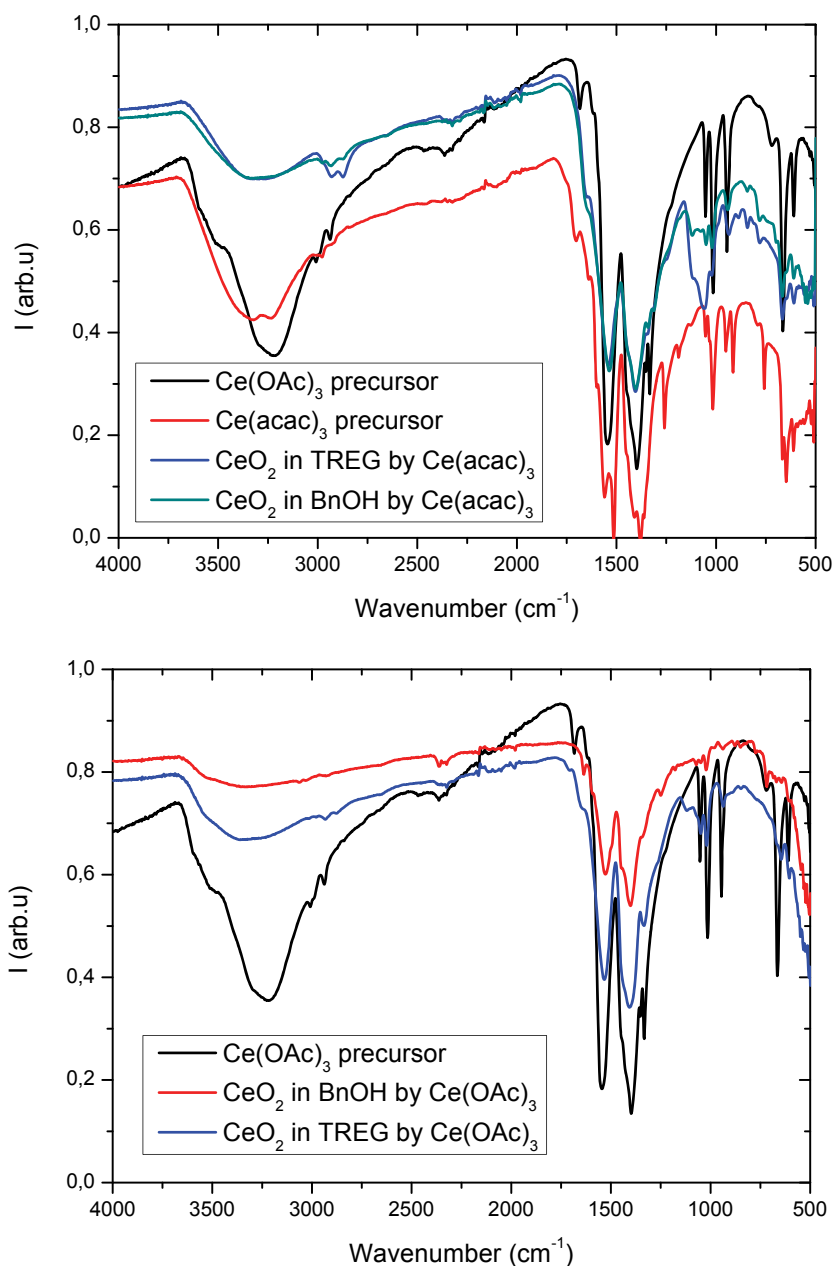 1,0
0,8
0,6
0,4
0,2
0,0
I (arb.u)
Ce(OAc)₃ precursor
Ce(acac)₃ precursor
CeO₂ in TREG by Ce(acac)₃
CeO₂ in BnOH by Ce(acac)₃
4000 3500 3000 2500 2000 1500 1000 500
Wavenumber (cm⁻¹)
1,0
0,8
0,6
0,4
0,2
0,0
I (arb.u)
Ce(OAc)₃ precursor
CeO₂ in BnOH by Ce(OAc)₃
CeO₂ in TREG by Ce(OAc)₃
4000 3500 3000 2500 2000 1500 1000 500
Wavenumber (cm⁻¹)